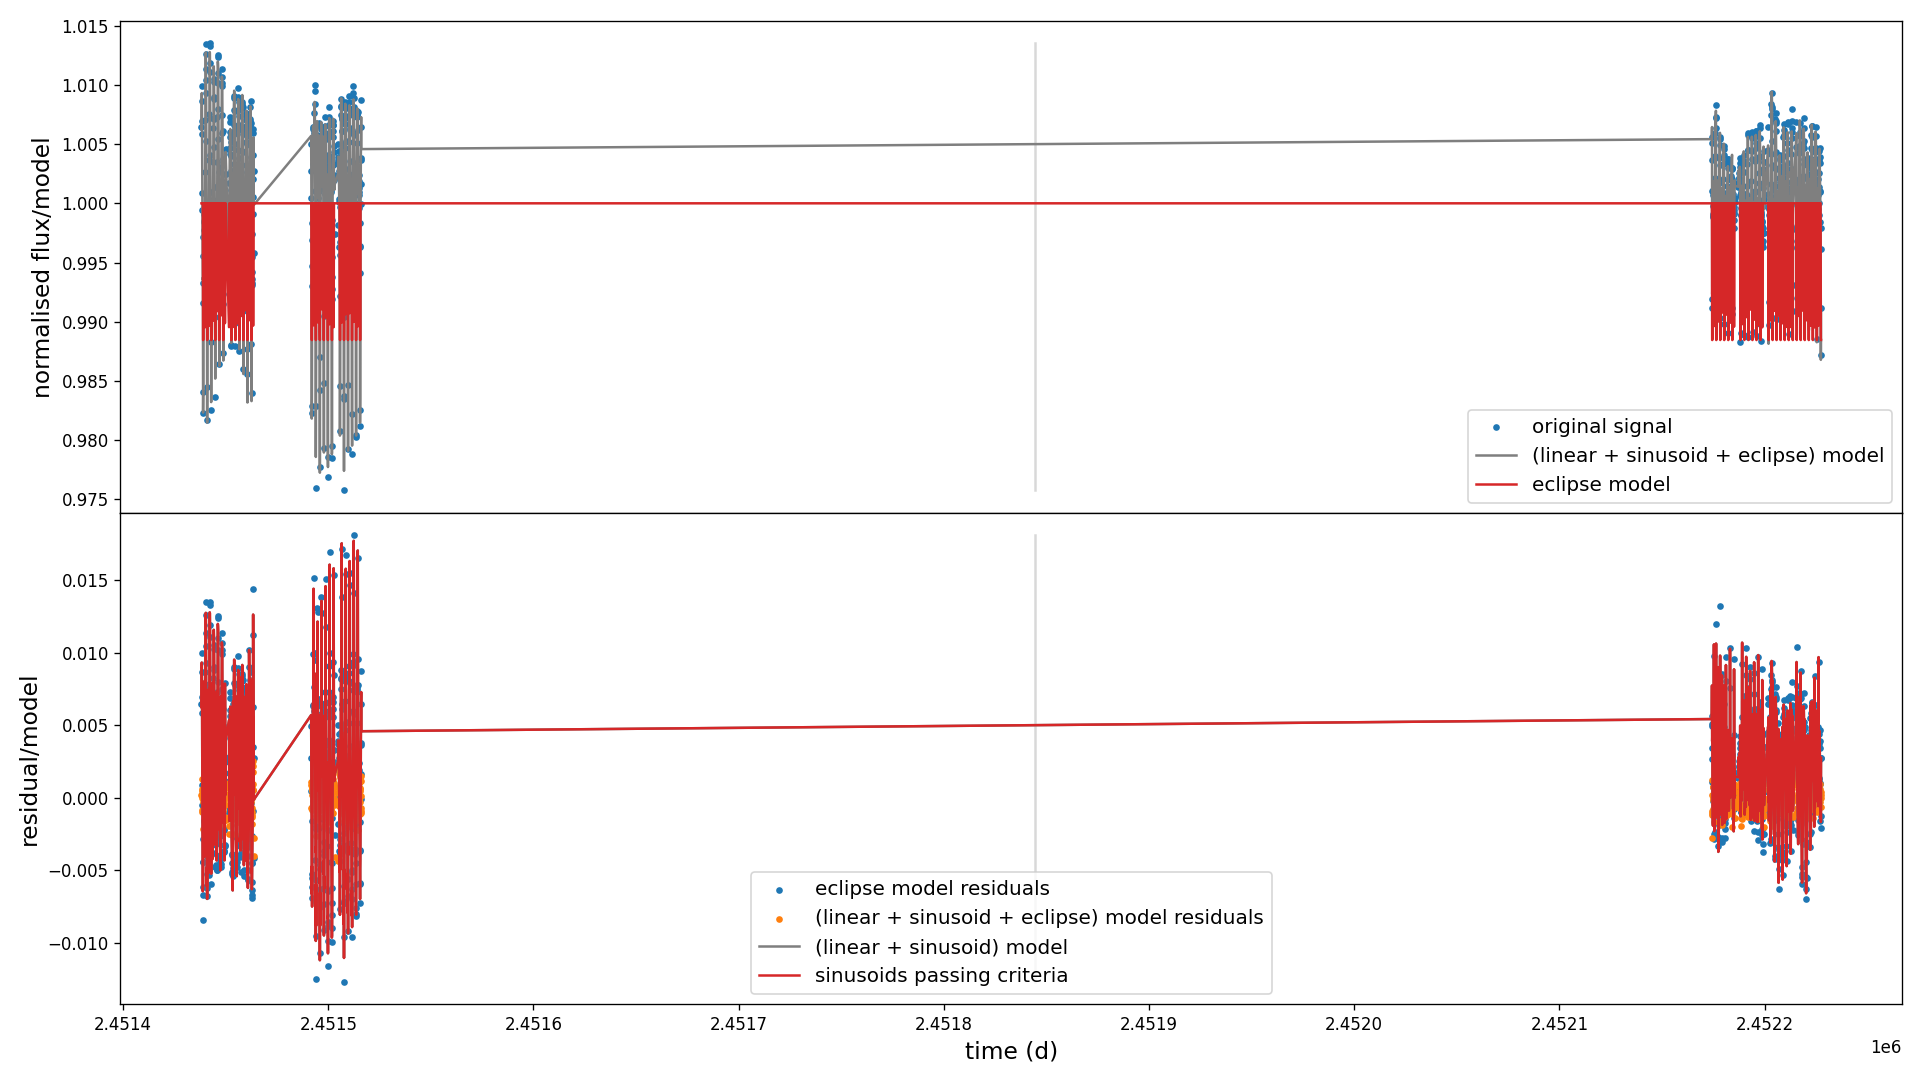 1.015
1.010
1.005
1.000
0.995
0.990
0.985
0.980
0.975
normalised flux/model
original signal
(linear + sinusoid + eclipse) model
eclipse model
0.015
0.010
0.005
0.000
−0.005
−0.010
residual/model
eclipse model residuals
(linear + sinusoid + eclipse) model residuals
(linear + sinusoid) model
sinusoids passing criteria
2.4514 2.4515 2.4516 2.4517 2.4518 2.4519 2.4520 2.4521 2.4522
1e6
time (d)